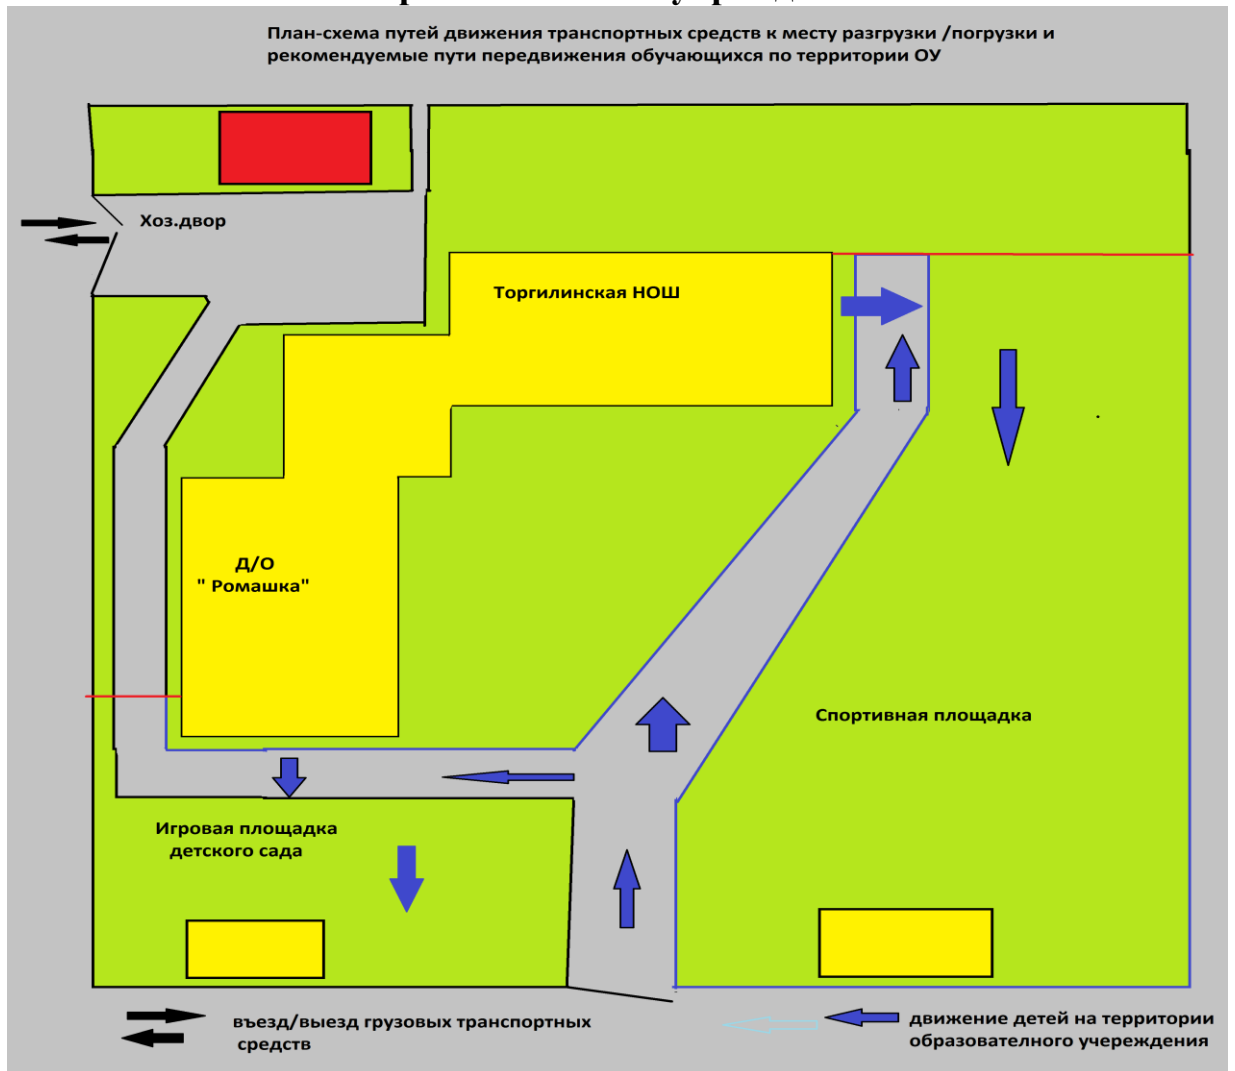 План-схема путей движения транспортных средств к месту разгрузки /погрузки и
рекомендуемые пути передвижения обучающихся по территории ОУ
Хоз.двор
Торгилинская НОШ
Д/О
" Ромашка"
Спортивная площадка
Игровая площадка
детского сада
въезд/выезд грузовых транспортных
средств
движение детей на территории
образователного учереждения